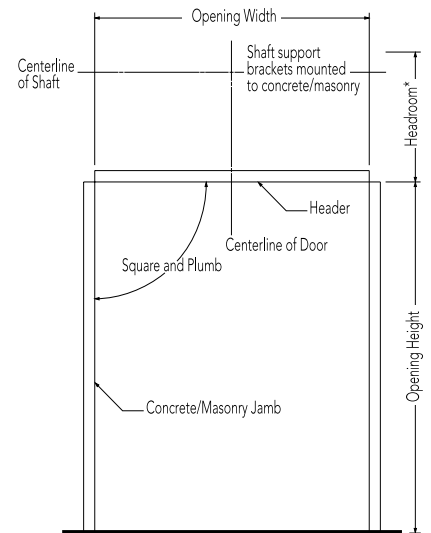 Opening Width
Centerline
of Shaft
Shaft support
brackets mounted
to concrete/masonry
Headroom*
Header
Centerline of Door
Square and Plumb
Opening Height
Concrete/Masonry Jamb